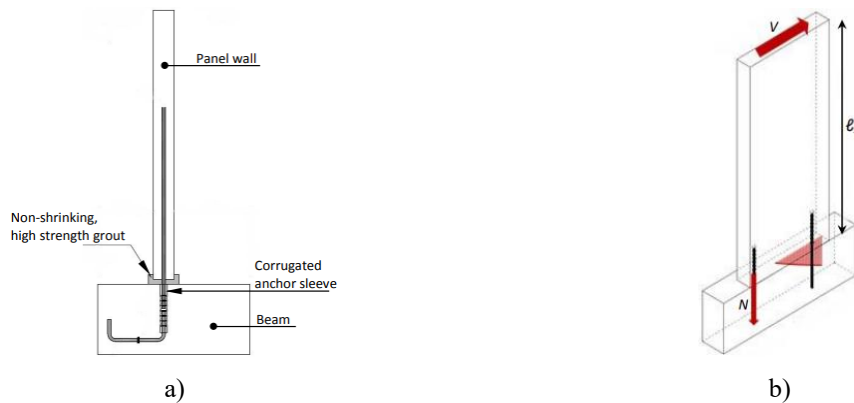 Panel wall
Non-shrinking,
high strength grout
Corrugated
anchor sleeve
Beam
a)
V
ℓ
N
b)